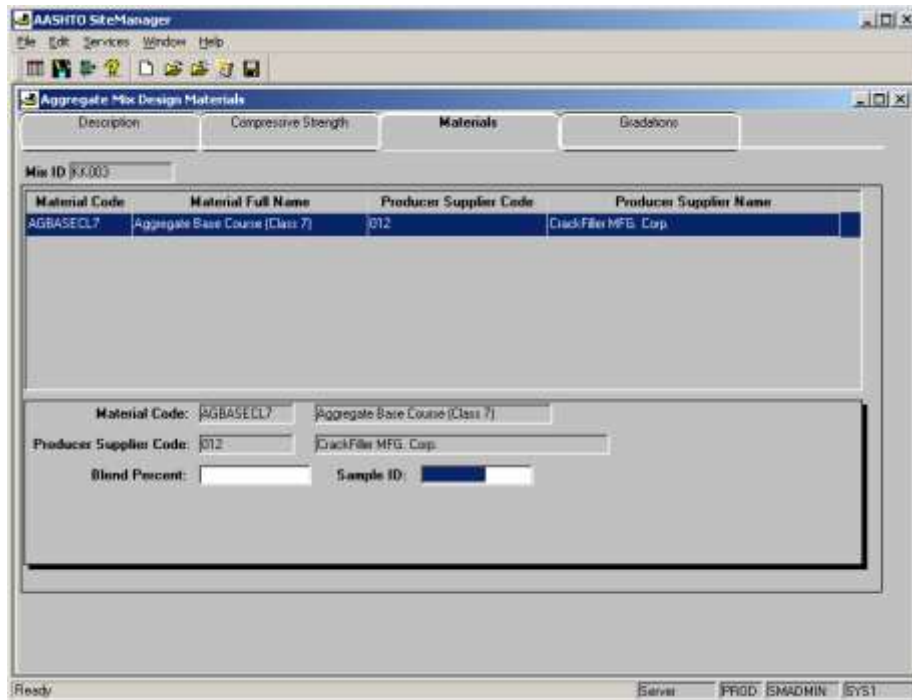 AASHTO SiteManager
File Edit Services Window Help
Aggregate Mix Design Materials
Description Compressive Strength Materials Gradations
Mix ID KK003
Material Code Material Full Name Producer Supplier Code Producer Supplier Name
AGBASECL7 Aggregate Base Course (Class 7) 012 CrackFiller MFG. Corp.
Material Code: AGBASECL7 Aggregate Base Course (Class 7)
Producer Supplier Code: 012 CrackFiller MFG. Corp.
Blend Percent: Sample ID:
Ready Server PROD SMADMIN SYS1